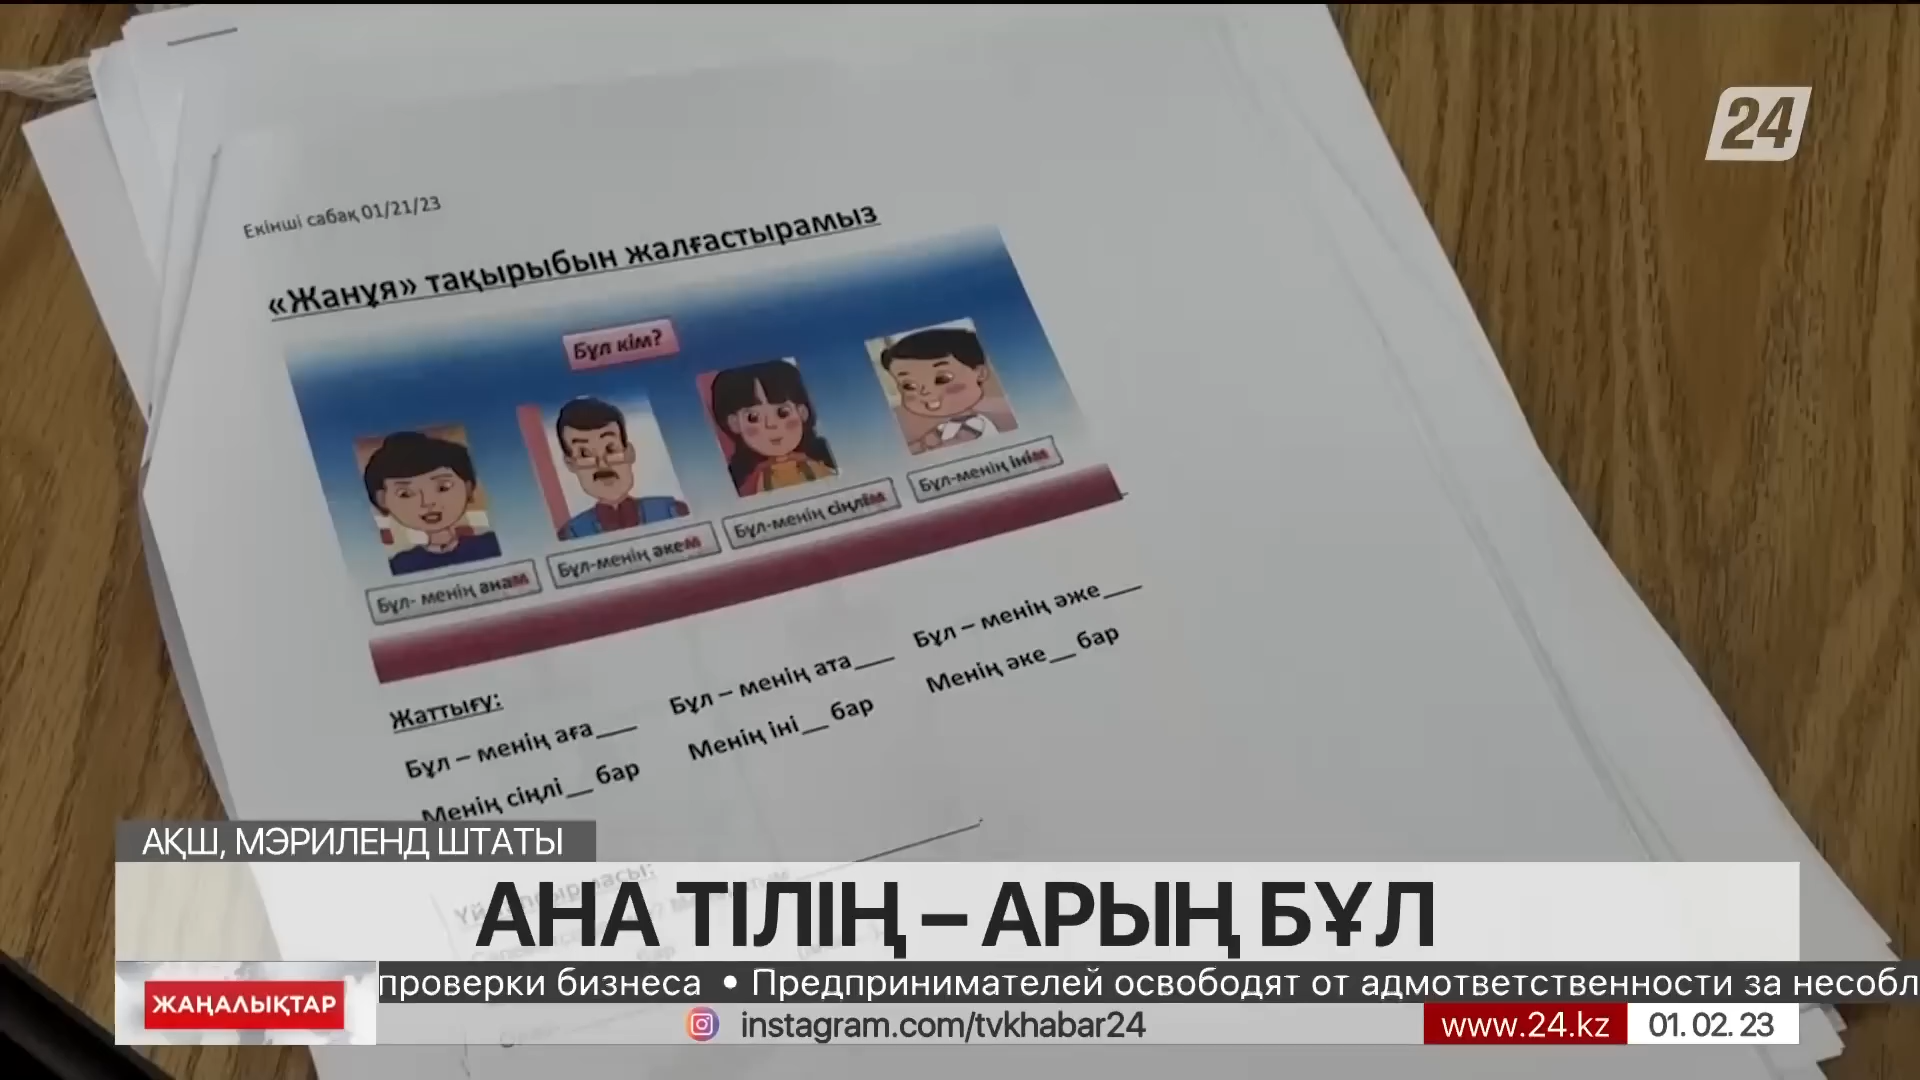 24
Екінші сабақ 01/21/23
«Жанұя» тақырыбын жалғастырамыз
Бұл кім?
Бұл- менің анам
Бұл-менің әкем
Бұл-менің сіңлім
Бұл-менің інім
Жаттығу:
Бұл – менің аға___ Бұл – менің ата___ Бұл – менің әже___
Менің сіңлі__ бар Менің іні__ бар Менің әке__ бар
АҚШ, МЭРИЛЕНД ШТАТЫ
АНА ТІЛІҢ – АРЫҢ БҰЛ
ЖАҢАЛЫҚТАР
проверки бизнеса • Предпринимателей освободят от адмответственности за несобл
instagram.com/tvkhabar24
www.24.kz
01.02.23